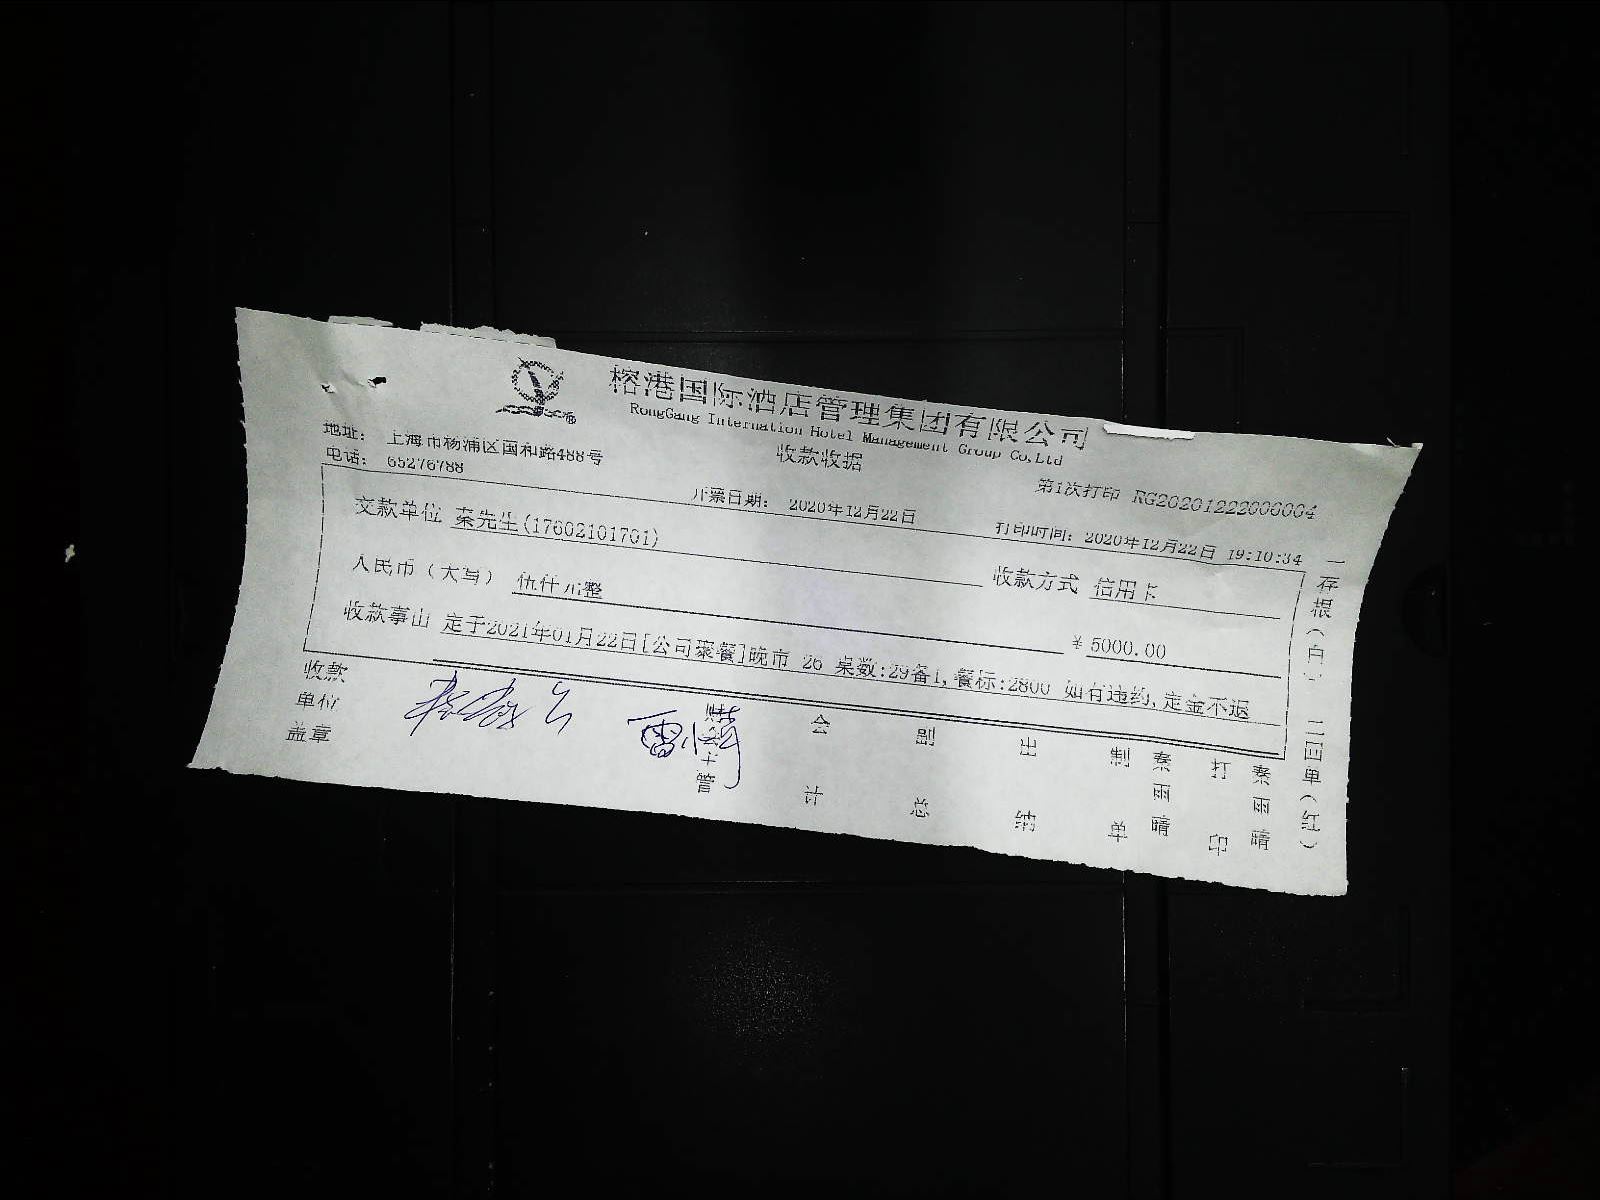 榕港国际酒店管理集团有限公司
RongGang Internation Hotel Management Group Co,Ltd
收款收据
地址： 上海市杨浦区国和路488号
电话： 65276788
第1次打印 RG20201222000004
开票日期： 2020年12月22日
打印时间：2020年12月22日 19:10:34
交款单位 秦先生(17602101701)
收款方式 信用卡
人民币（大写） 伍仟元整
￥5000.00
收款事由 定于2021年01月22日[公司聚餐]晚市 26 桌数:29备1,餐标:2800 如有违约,定金不退
收款单位盖章
财务主管
会计
副总
出纳
制单 秦雨晴
打印 秦雨晴
一存根（白） 二回单（红）